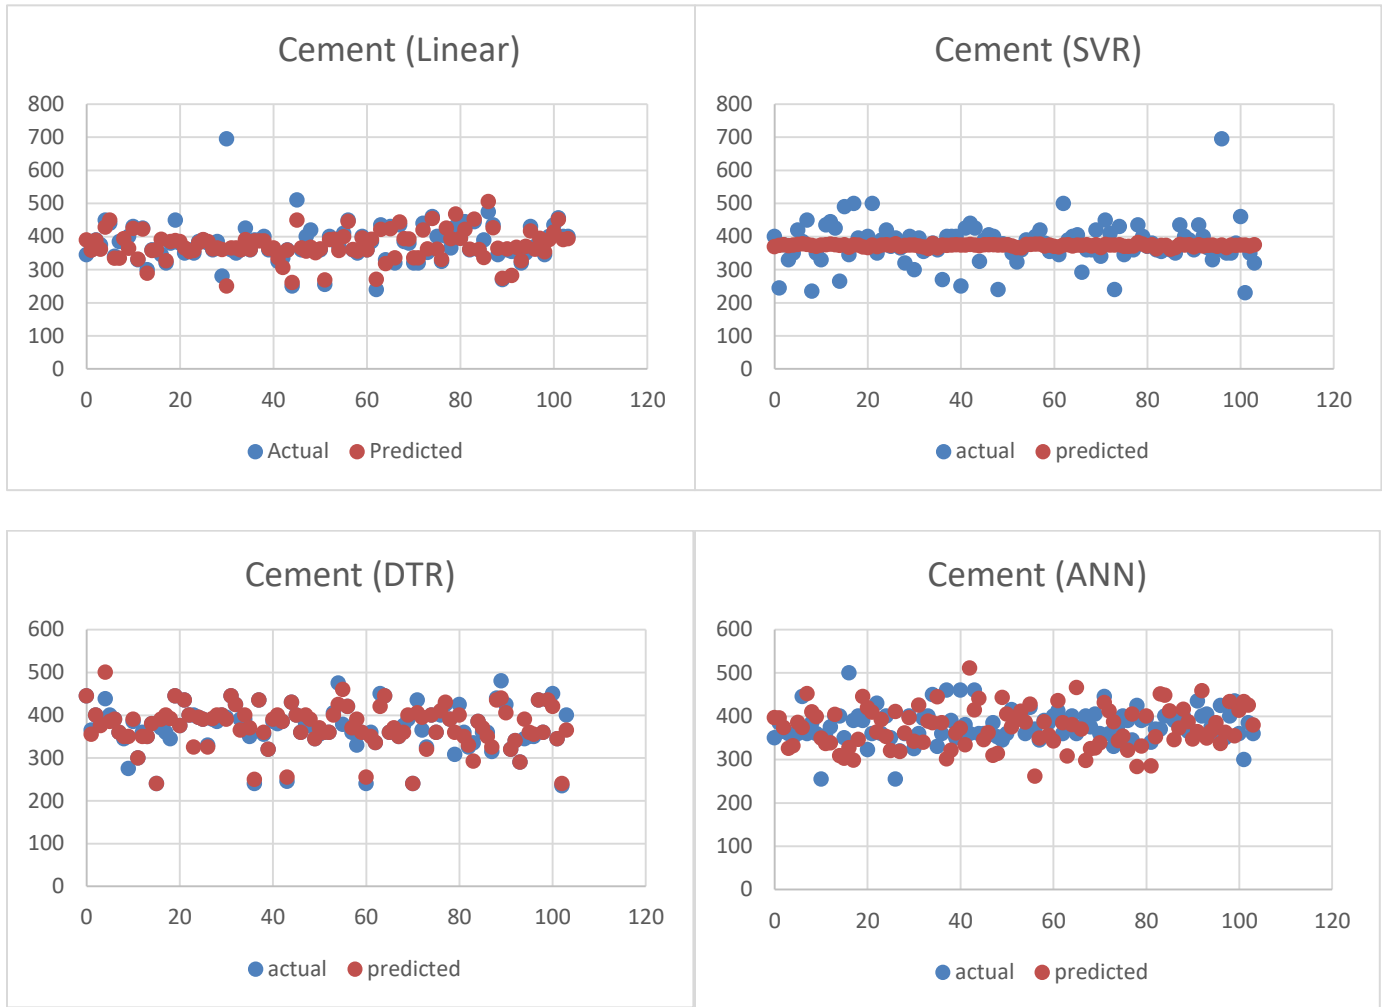 Cement (Linear)
800
700
600
500
400
300
200
100
0
0 20 40 60 80 100 120
Actual Predicted
Cement (SVR)
800
700
600
500
400
300
200
100
0
0 20 40 60 80 100 120
actual predicted
Cement (DTR)
600
500
400
300
200
100
0
0 20 40 60 80 100 120
actual predicted
Cement (ANN)
600
500
400
300
200
100
0
0 20 40 60 80 100 120
actual predicted